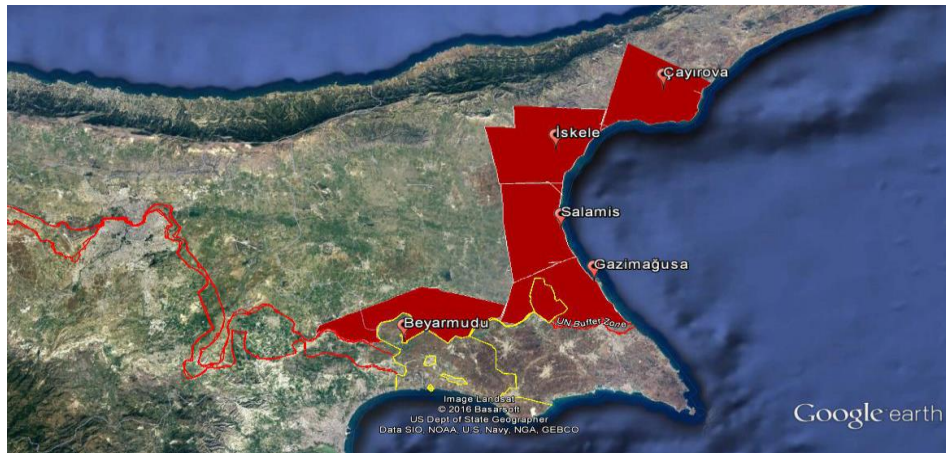 Çayırova
İskele
Salamis
Gazimağusa
UN Buffer Zone
Beyarmudu
Image Landsat
© 2016 Basarsoft
US Dept of State Geographer
Data SIO, NOAA, U.S. Navy, NGA, GEBCO
Google earth